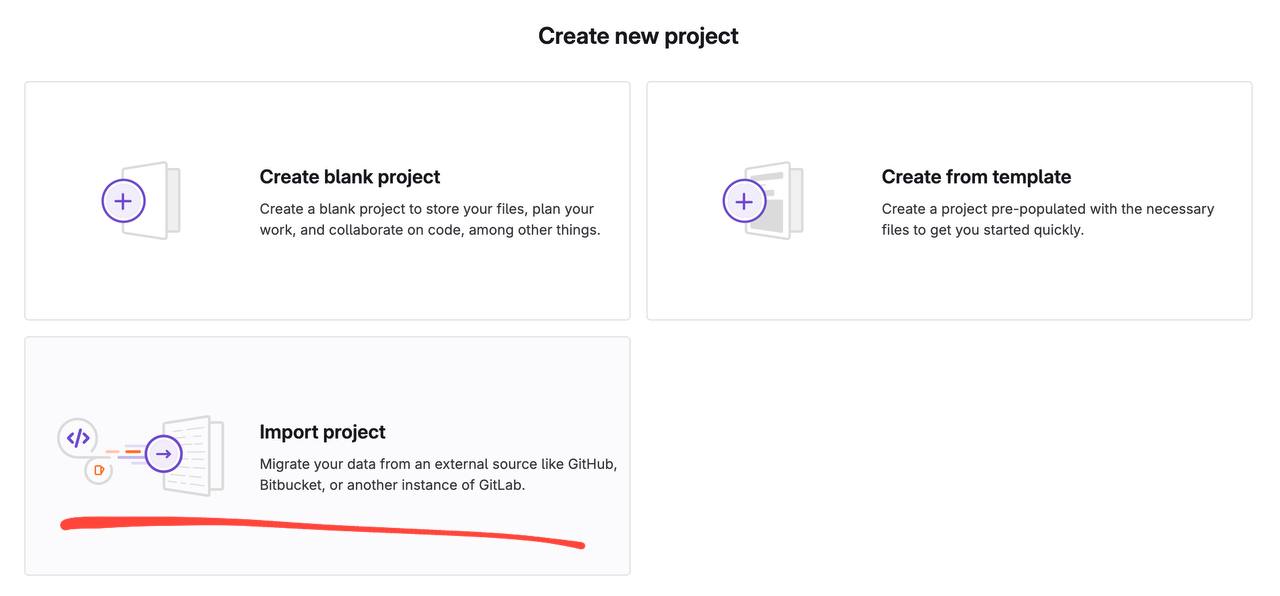 Create new project
Create blank project
Create a blank project to store your files, plan your
work, and collaborate on code, among other things.
Create from template
Create a project pre-populated with the necessary
files to get you started quickly.
Import project
Migrate your data from an external source like GitHub,
Bitbucket, or another instance of GitLab.